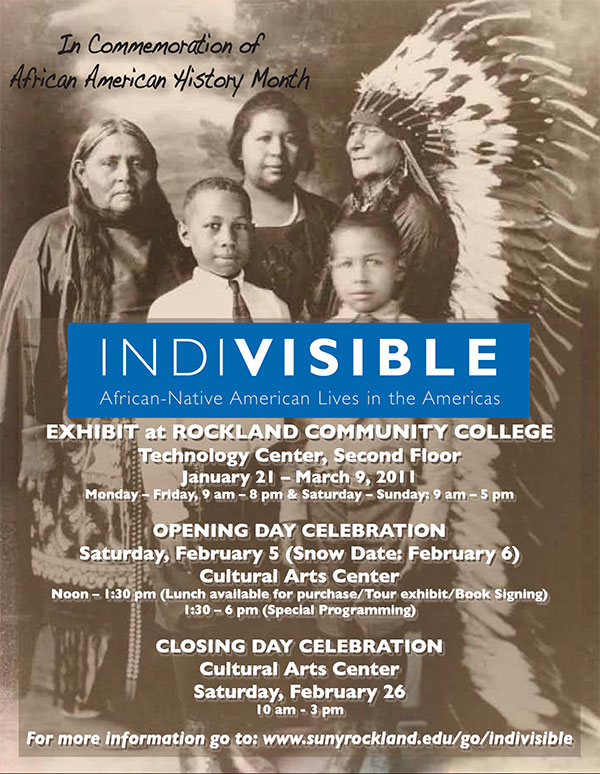 In Commemoration of
African American History Month
INDIVISIBLE
African-Native American Lives in the Americas
EXHIBIT at ROCKLAND COMMUNITY COLLEGE
Technology Center, Second Floor
January 21 – March 9, 2011
Monday – Friday, 9 am – 8 pm & Saturday – Sunday: 9 am – 5 pm
OPENING DAY CELEBRATION
Saturday, February 5 (Snow Date: February 6)
Cultural Arts Center
Noon – 1:30 pm (Lunch available for purchase/Tour exhibit/Book Signing)
1:30 – 6 pm (Special Programming)
CLOSING DAY CELEBRATION
Cultural Arts Center
Saturday, February 26
10 am - 3 pm
For more information go to: www.sunyrockland.edu/go/indivisible